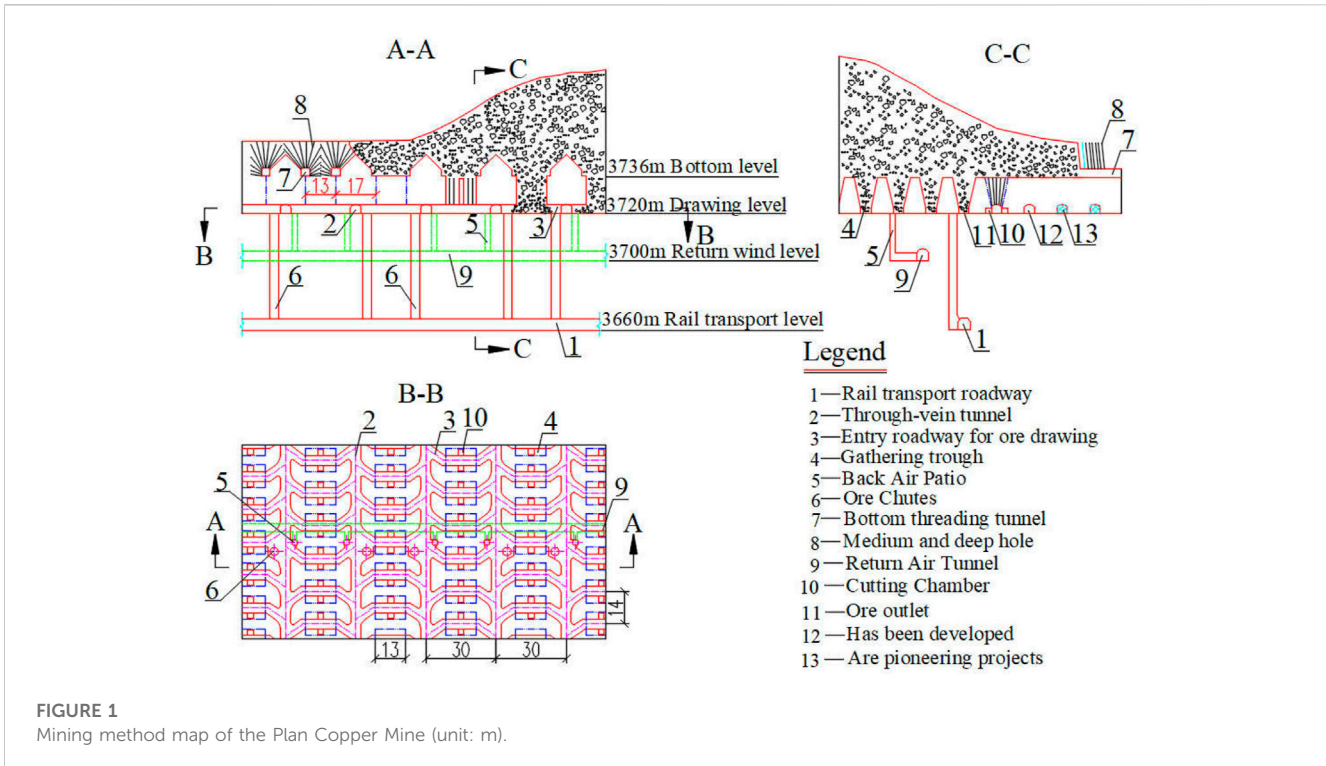 A-A
C
8
7
13
17
2
5
3
B
B
6
6
9
C
1
3736m Bottom level
3720m Drawing level
3700m Return wind level
3660m Rail transport level
C-C
8
7
4
5
9
11
10
12
13
1
B-B
2
3
10
4
5
9
A
A
6
14
13
30
30
Legend
1—Rail transport roadway
2—Through-vein tunnel
3—Entry roadway for ore drawing
4—Gathering trough
5—Back Air Patio
6—Ore Chutes
7—Bottom threading tunnel
8—Medium and deep hole
9—Return Air Tunnel
10—Cutting Chamber
11—Ore outlet
12—Has been developed
13—Are pioneering projects
FIGURE 1
Mining method map of the Plan Copper Mine (unit: m).